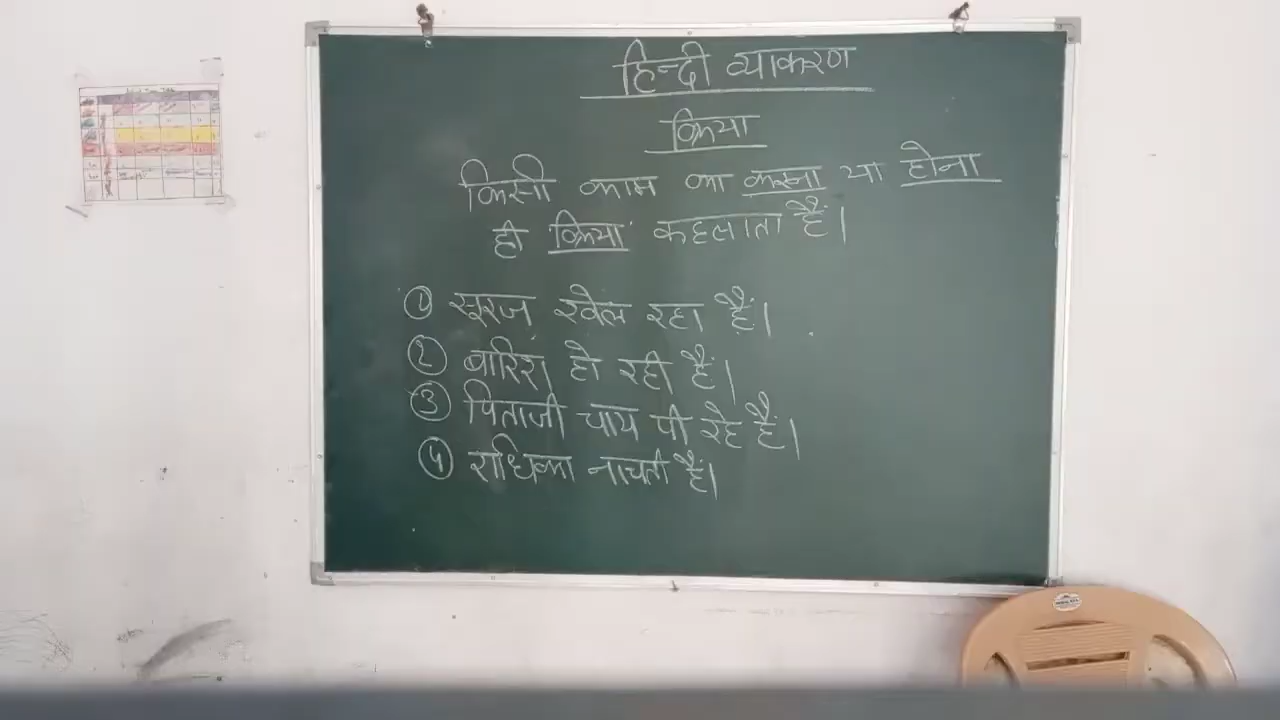 हिन्दी व्याकरण
क्रिया
किसी काम का करना या होना
ही 'क्रिया' कहलाता हैं।
① सूरज खेल रहा हैं।
② बारिश हो रही हैं।
③ पिताजी चाय पी रहे हैं।
④ राधिका नाचती हैं।